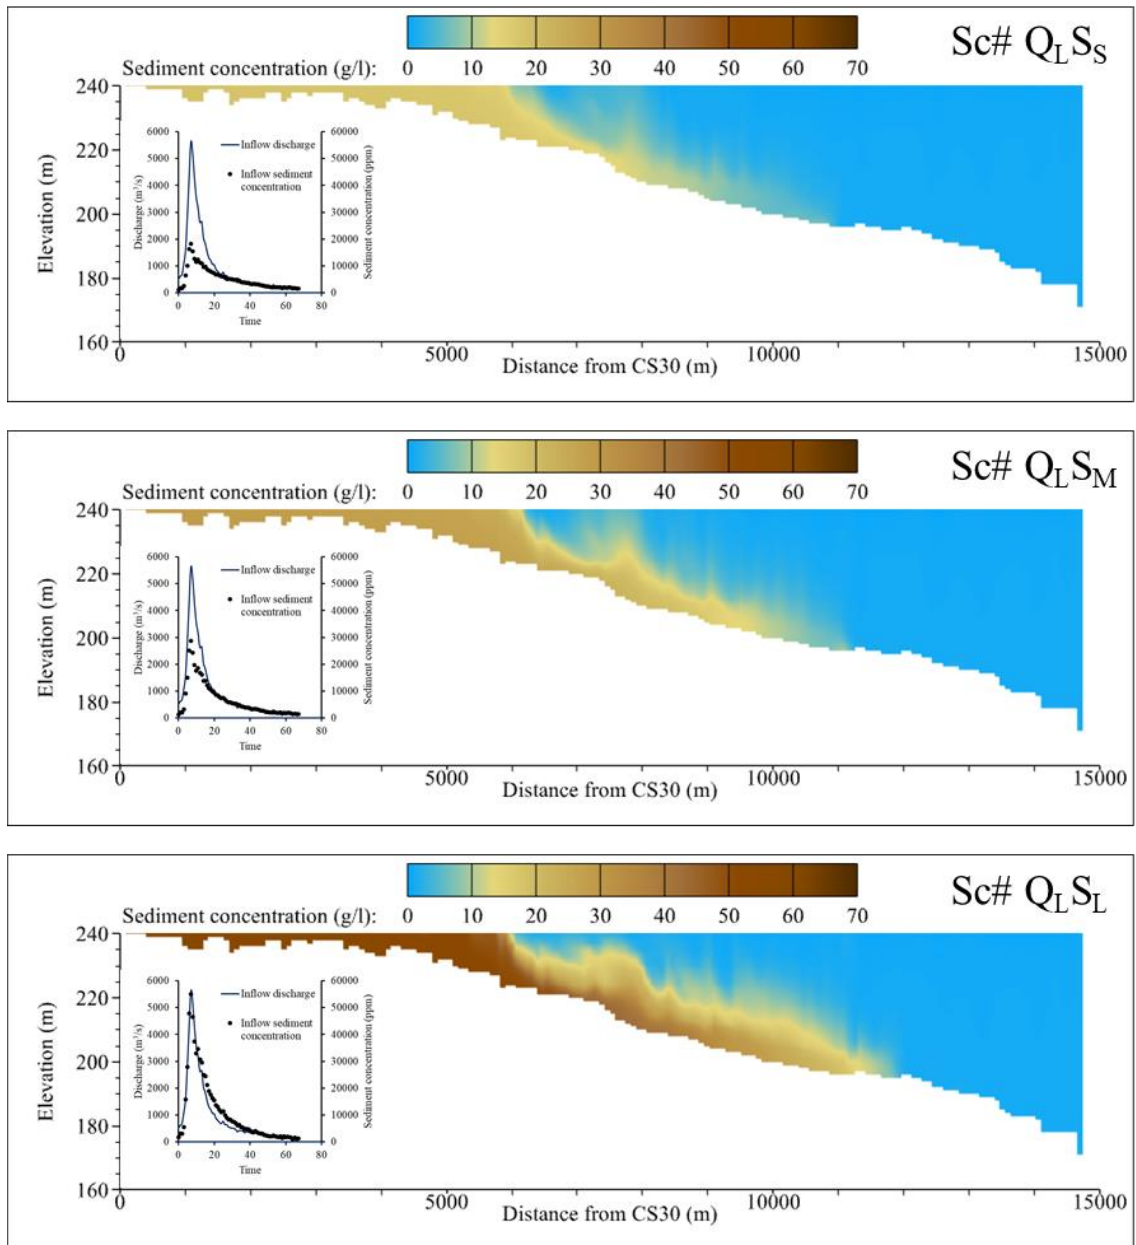 Sc# QLSS
Sediment concentration (g/l): 0 10 20 30 40 50 60 70
240
220
200
180
160
Elevation (m)
0 5000 10000 15000
Distance from CS30 (m)
6000 5000 4000 3000 2000 1000 0
Discharge (m³/s)
Inflow discharge
Inflow sediment
concentration
60000 50000 40000 30000 20000 10000 0
Sediment concentration (ppm)
0 20 40 60 80
Time
Sc# QLSM
Sediment concentration (g/l): 0 10 20 30 40 50 60 70
240
220
200
180
160
Elevation (m)
0 5000 10000 15000
Distance from CS30 (m)
6000 5000 4000 3000 2000 1000 0
Discharge (m³/s)
Inflow discharge
Inflow sediment
concentration
60000 50000 40000 30000 20000 10000 0
Sediment concentration (ppm)
0 20 40 60 80
Time
Sc# QLSL
Sediment concentration (g/l): 0 10 20 30 40 50 60 70
240
220
200
180
160
Elevation (m)
0 5000 10000 15000
Distance from CS30 (m)
6000 5000 4000 3000 2000 1000 0
Discharge (m³/s)
Inflow discharge
Inflow sediment
concentration
60000 50000 40000 30000 20000 10000 0
Sediment concentration (ppm)
0 20 40 60 80
Time